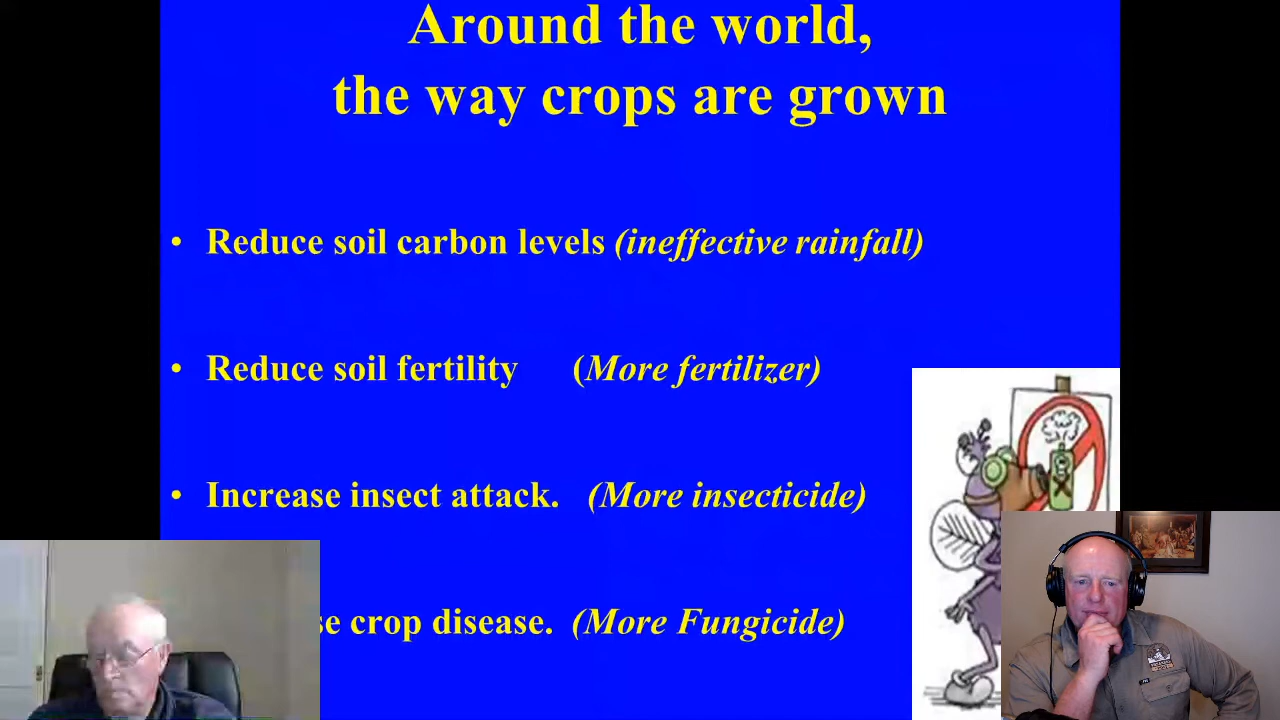 Around the world,
the way crops are grown
• Reduce soil carbon levels (ineffective rainfall)
• Reduce soil fertility (More fertilizer)
• Increase insect attack. (More insecticide)
se crop disease. (More Fungicide)